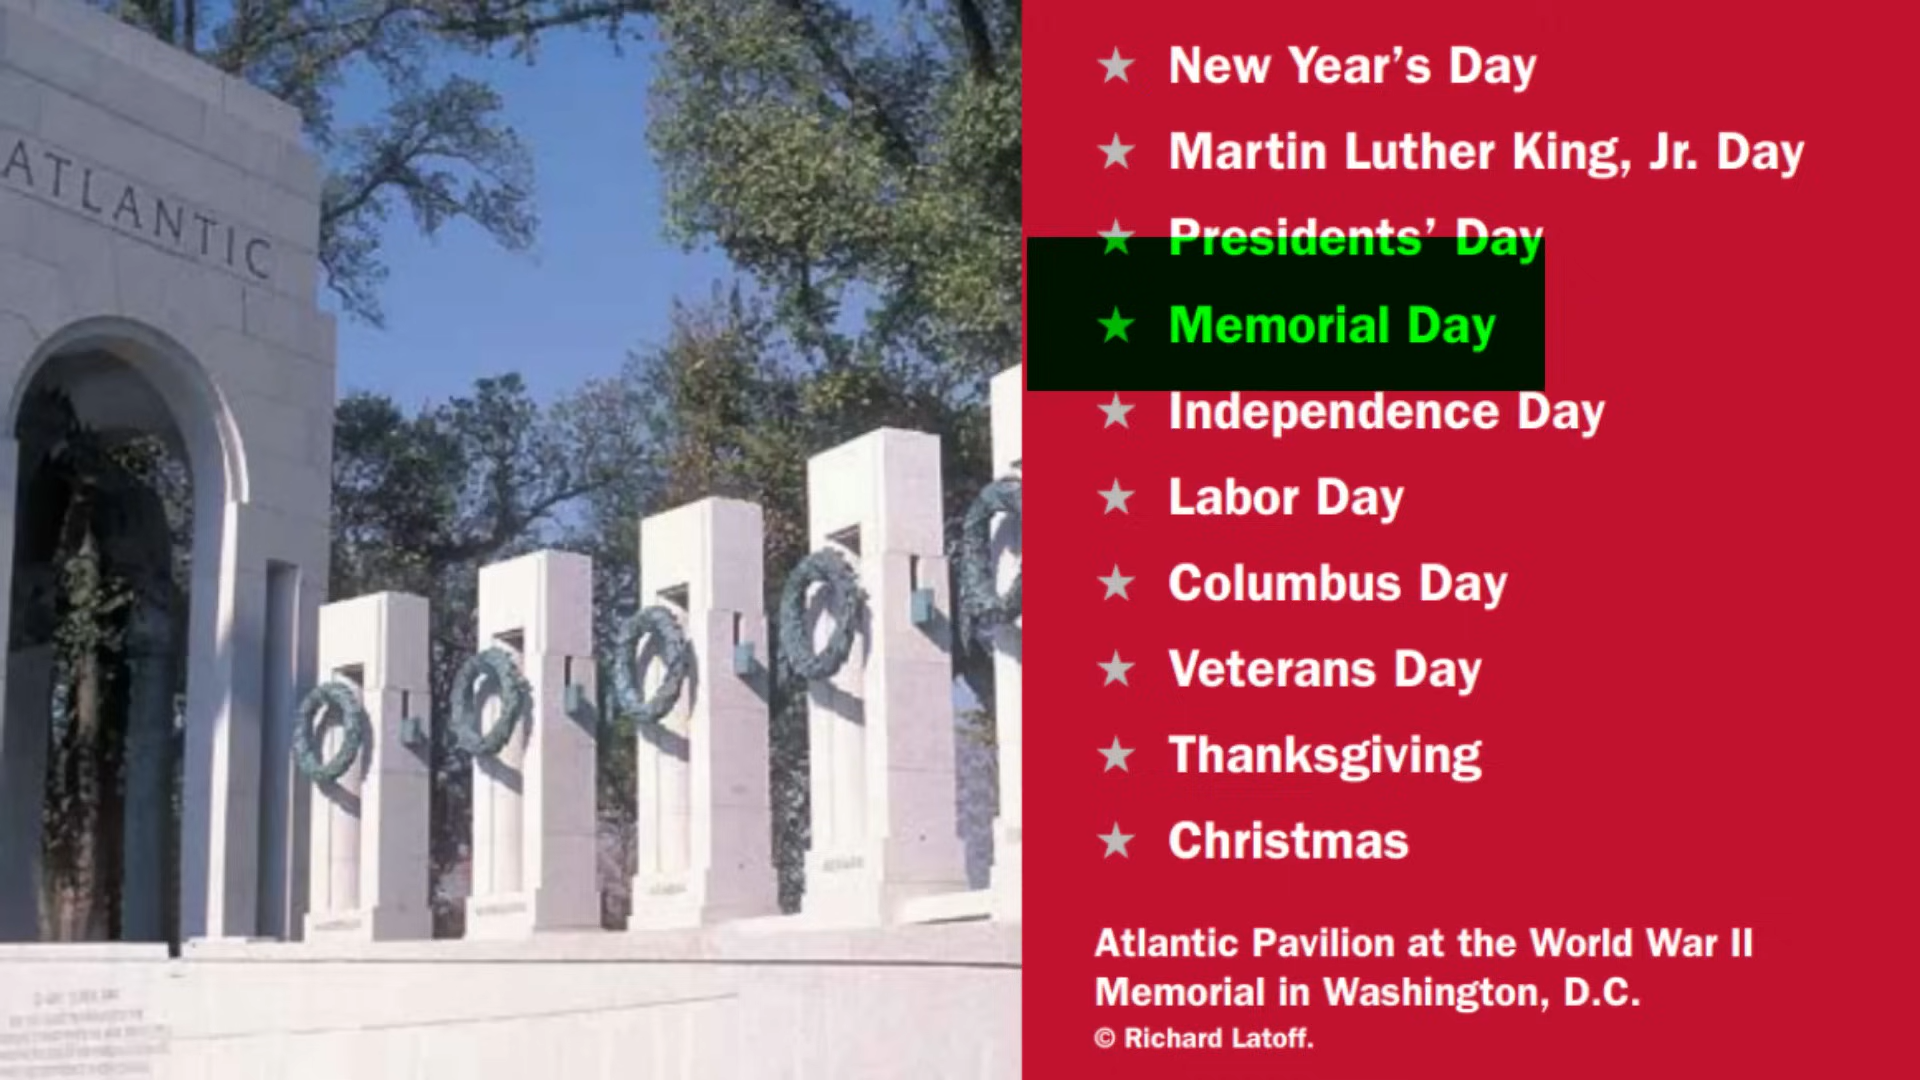 ATLANTIC
★ New Year's Day
★ Martin Luther King, Jr. Day
★ Presidents' Day
★ Memorial Day
★ Independence Day
★ Labor Day
★ Columbus Day
★ Veterans Day
★ Thanksgiving
★ Christmas
Atlantic Pavilion at the World War II
Memorial in Washington, D.C.
© Richard Latoff.